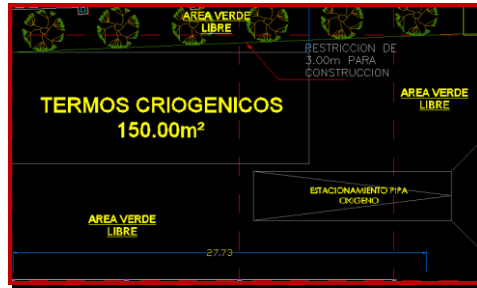 AREA VERDE
LIBRE
RESTRICCION DE
3.00m PARA
CONSTRUCCION
TERMOS CRIOGENICOS
150.00m²
AREA VERDE
LIBRE
ESTACIONAMIENTO PIPA
OXIGENO
AREA VERDE
LIBRE
27.73